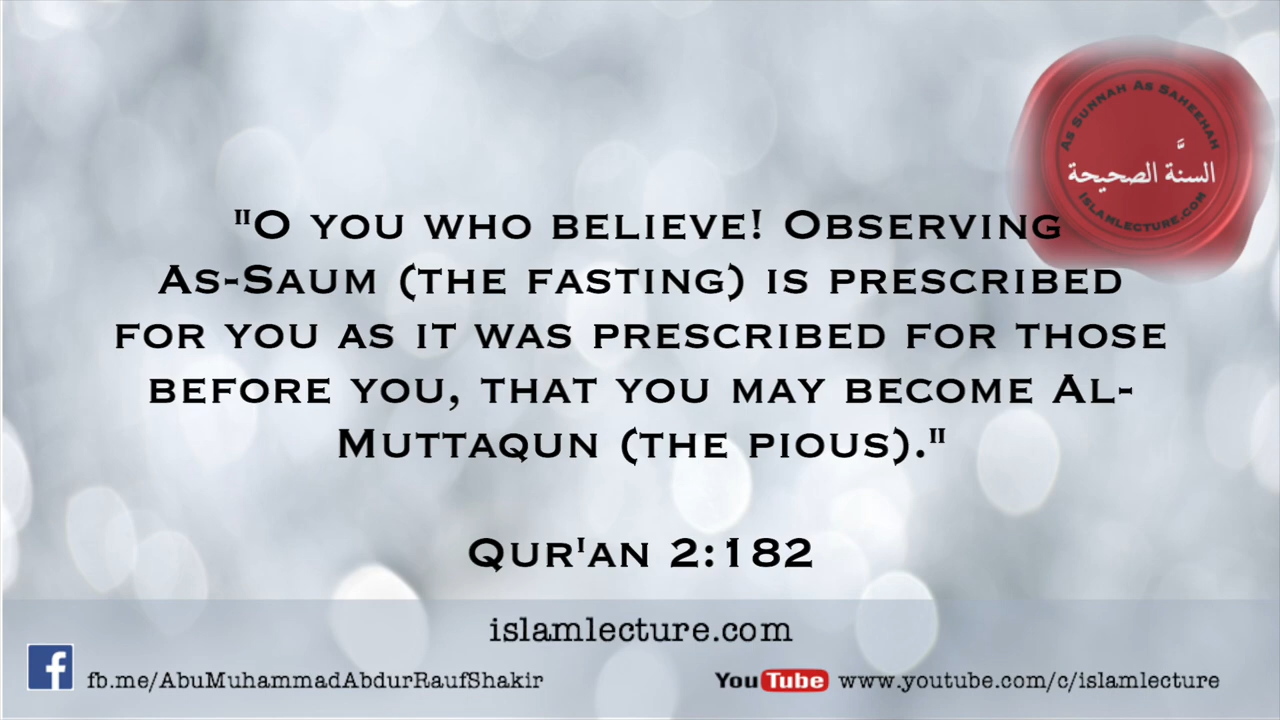 As Sunnah As Saheehah
السنَّة الصحيحة
islamlecture.com
"O you who believe! Observing
As-Saum (the fasting) is prescribed
for you as it was prescribed for those
before you, that you may become Al-
Muttaqun (the pious)."
Qur'an 2:182
islamlecture.com
f fb.me/AbuMuhammadAbdurRaufShakir
YouTube www.youtube.com/c/islamlecture